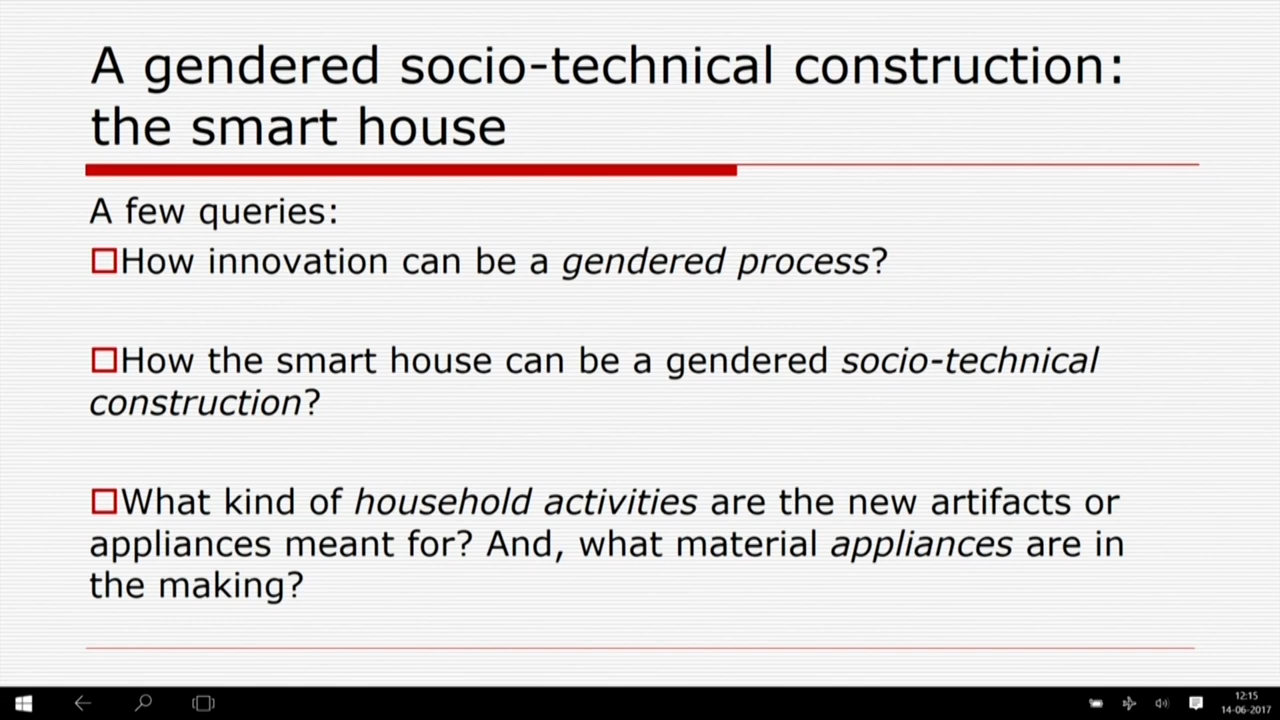 A gendered socio-technical construction:
the smart house
A few queries:
How innovation can be a gendered process?
How the smart house can be a gendered socio-technical
construction?
What kind of household activities are the new artifacts or
appliances meant for? And, what material appliances are in
the making?
12:15
14-06-2017